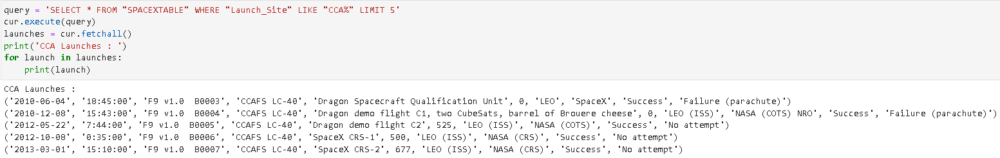 query = 'SELECT * FROM "SPACEXTABLE" WHERE "Launch_Site" LIKE "CCA%" LIMIT 5'
cur.execute(query)
launches = cur.fetchall()
print('CCA Launches : ')
for launch in launches:
    print(launch)
CCA Launches :
('2010-06-04', '18:45:00', 'F9 v1.0  B0003', 'CCAFS LC-40', 'Dragon Spacecraft Qualification Unit', 0, 'LEO', 'SpaceX', 'Success', 'Failure (parachute)')
('2010-12-08', '15:43:00', 'F9 v1.0  B0004', 'CCAFS LC-40', 'Dragon demo flight C1, two CubeSats, barrel of Brouere cheese', 0, 'LEO (ISS)', 'NASA (COTS) NRO', 'Success', 'Failure (parachute)')
('2012-05-22', '7:44:00', 'F9 v1.0  B0005', 'CCAFS LC-40', 'Dragon demo flight C2', 525, 'LEO (ISS)', 'NASA (COTS)', 'Success', 'No attempt')
('2012-10-08', '0:35:00', 'F9 v1.0  B0006', 'CCAFS LC-40', 'SpaceX CRS-1', 500, 'LEO (ISS)', 'NASA (CRS)', 'Success', 'No attempt')
('2013-03-01', '15:10:00', 'F9 v1.0  B0007', 'CCAFS LC-40', 'SpaceX CRS-2', 677, 'LEO (ISS)', 'NASA (CRS)', 'Success', 'No attempt')